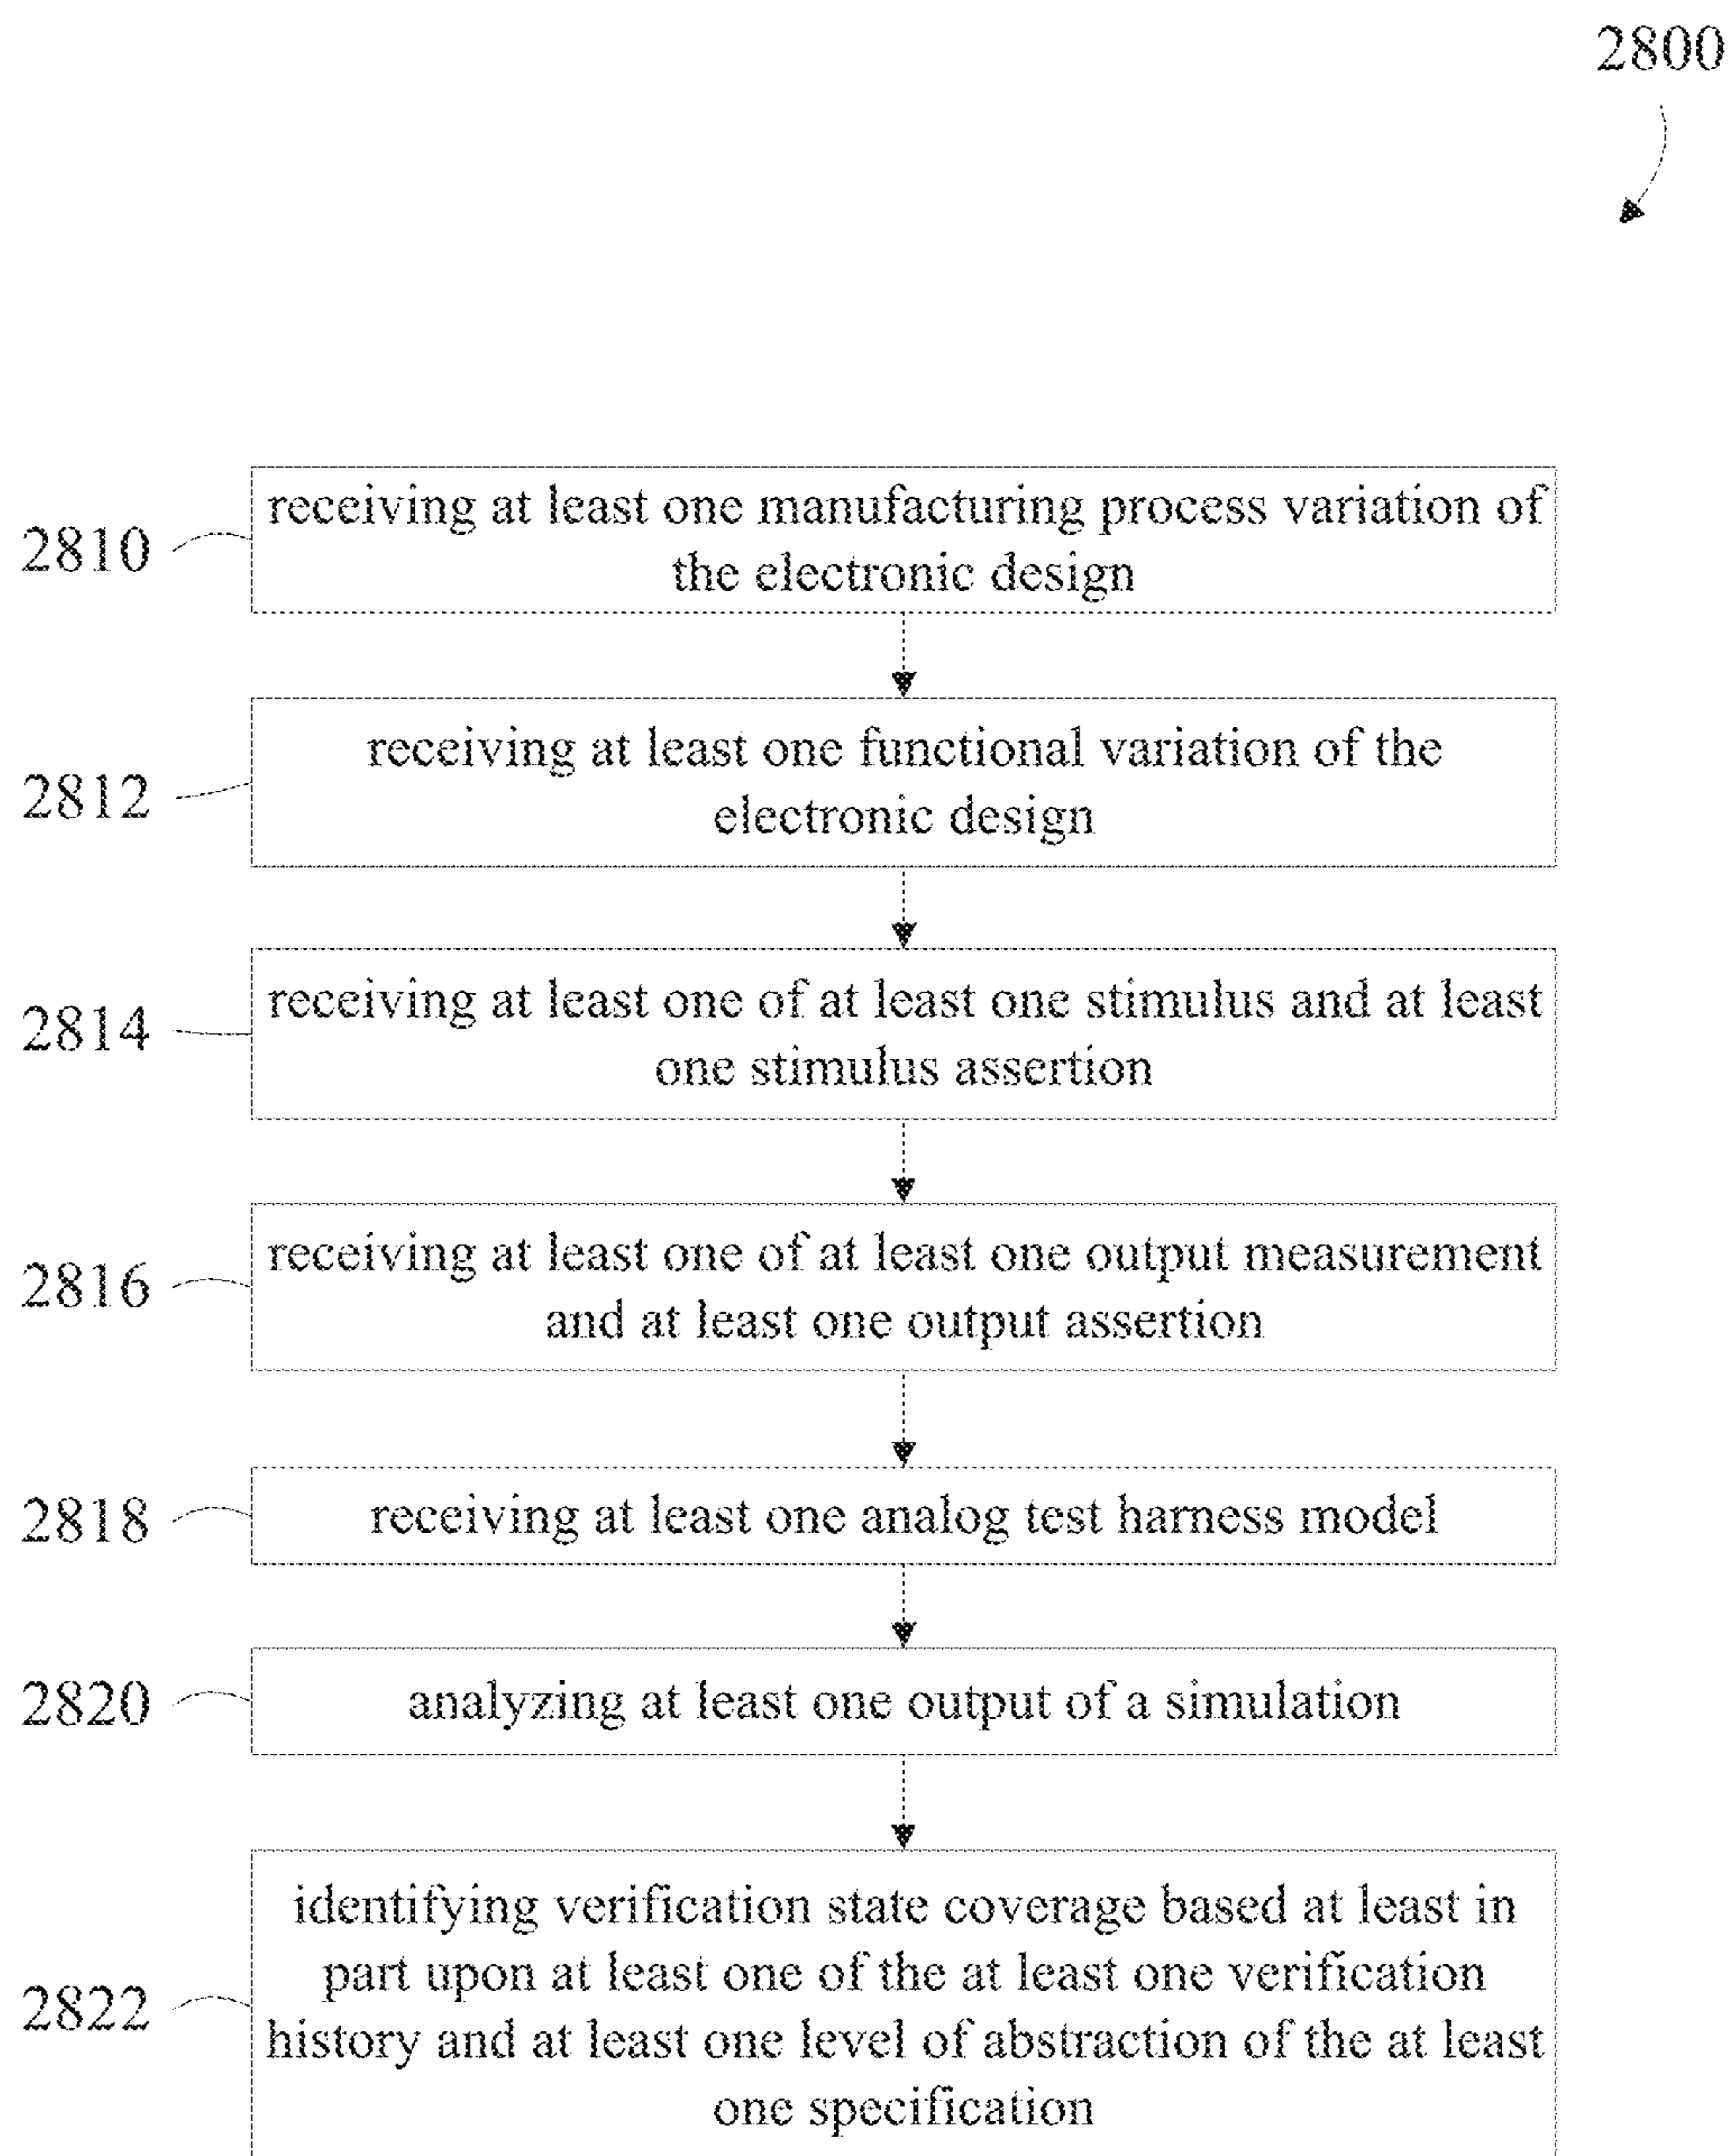 2800
2810
receiving at least one manufacturing process variation of
the electronic design
2812
receiving at least one functional variation of the
electronic design
2814
receiving at least one of at least one stimulus and at least
one stimulus assertion
2816
receiving at least one of at least one output measurement
and at least one output assertion
2818
receiving at least one analog test harness model
2820
analyzing at least one output of a simulation
2822
identifying verification state coverage based at least in
part upon at least one of the at least one verification
history and at least one level of abstraction of the at least
one specification